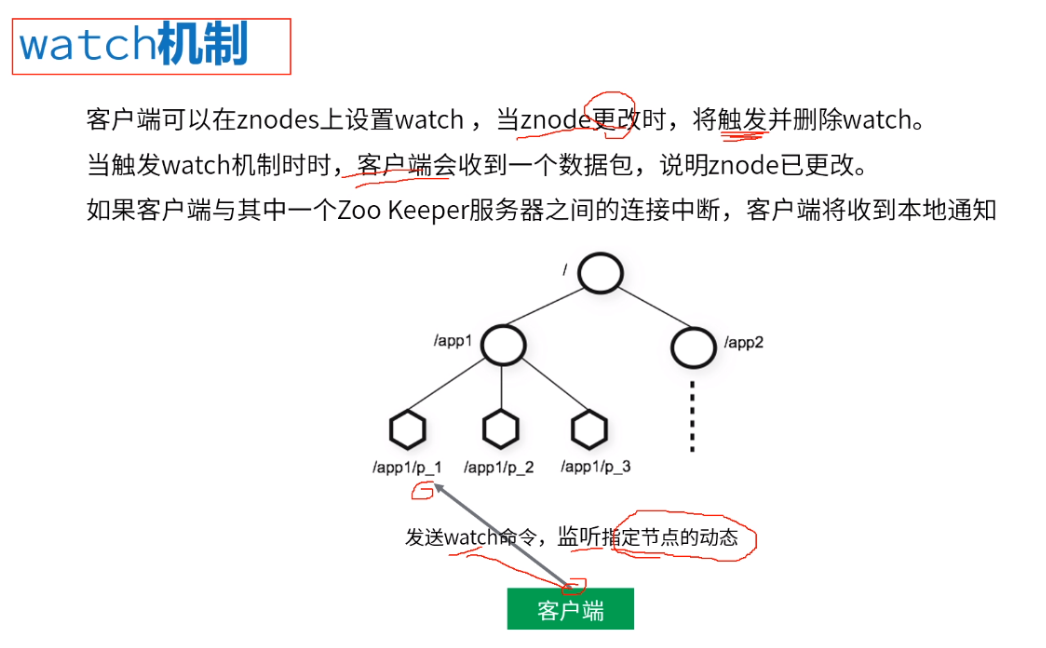 watch机制
客户端可以在znodes上设置watch，当znode更改时，将触发并删除watch。
当触发watch机制时时，客户端会收到一个数据包，说明znode已更改。
如果客户端与其中一个Zoo Keeper服务器之间的连接中断，客户端将收到本地通知
/
/app1
/app2
/app1/p_1 /app1/p_2 /app1/p_3
发送watch命令，监听指定节点的动态
客户端